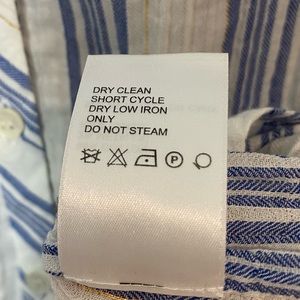 DRY CLEAN
SHORT CYCLE
DRY LOW IRON
ONLY
DO NOT STEAM
P